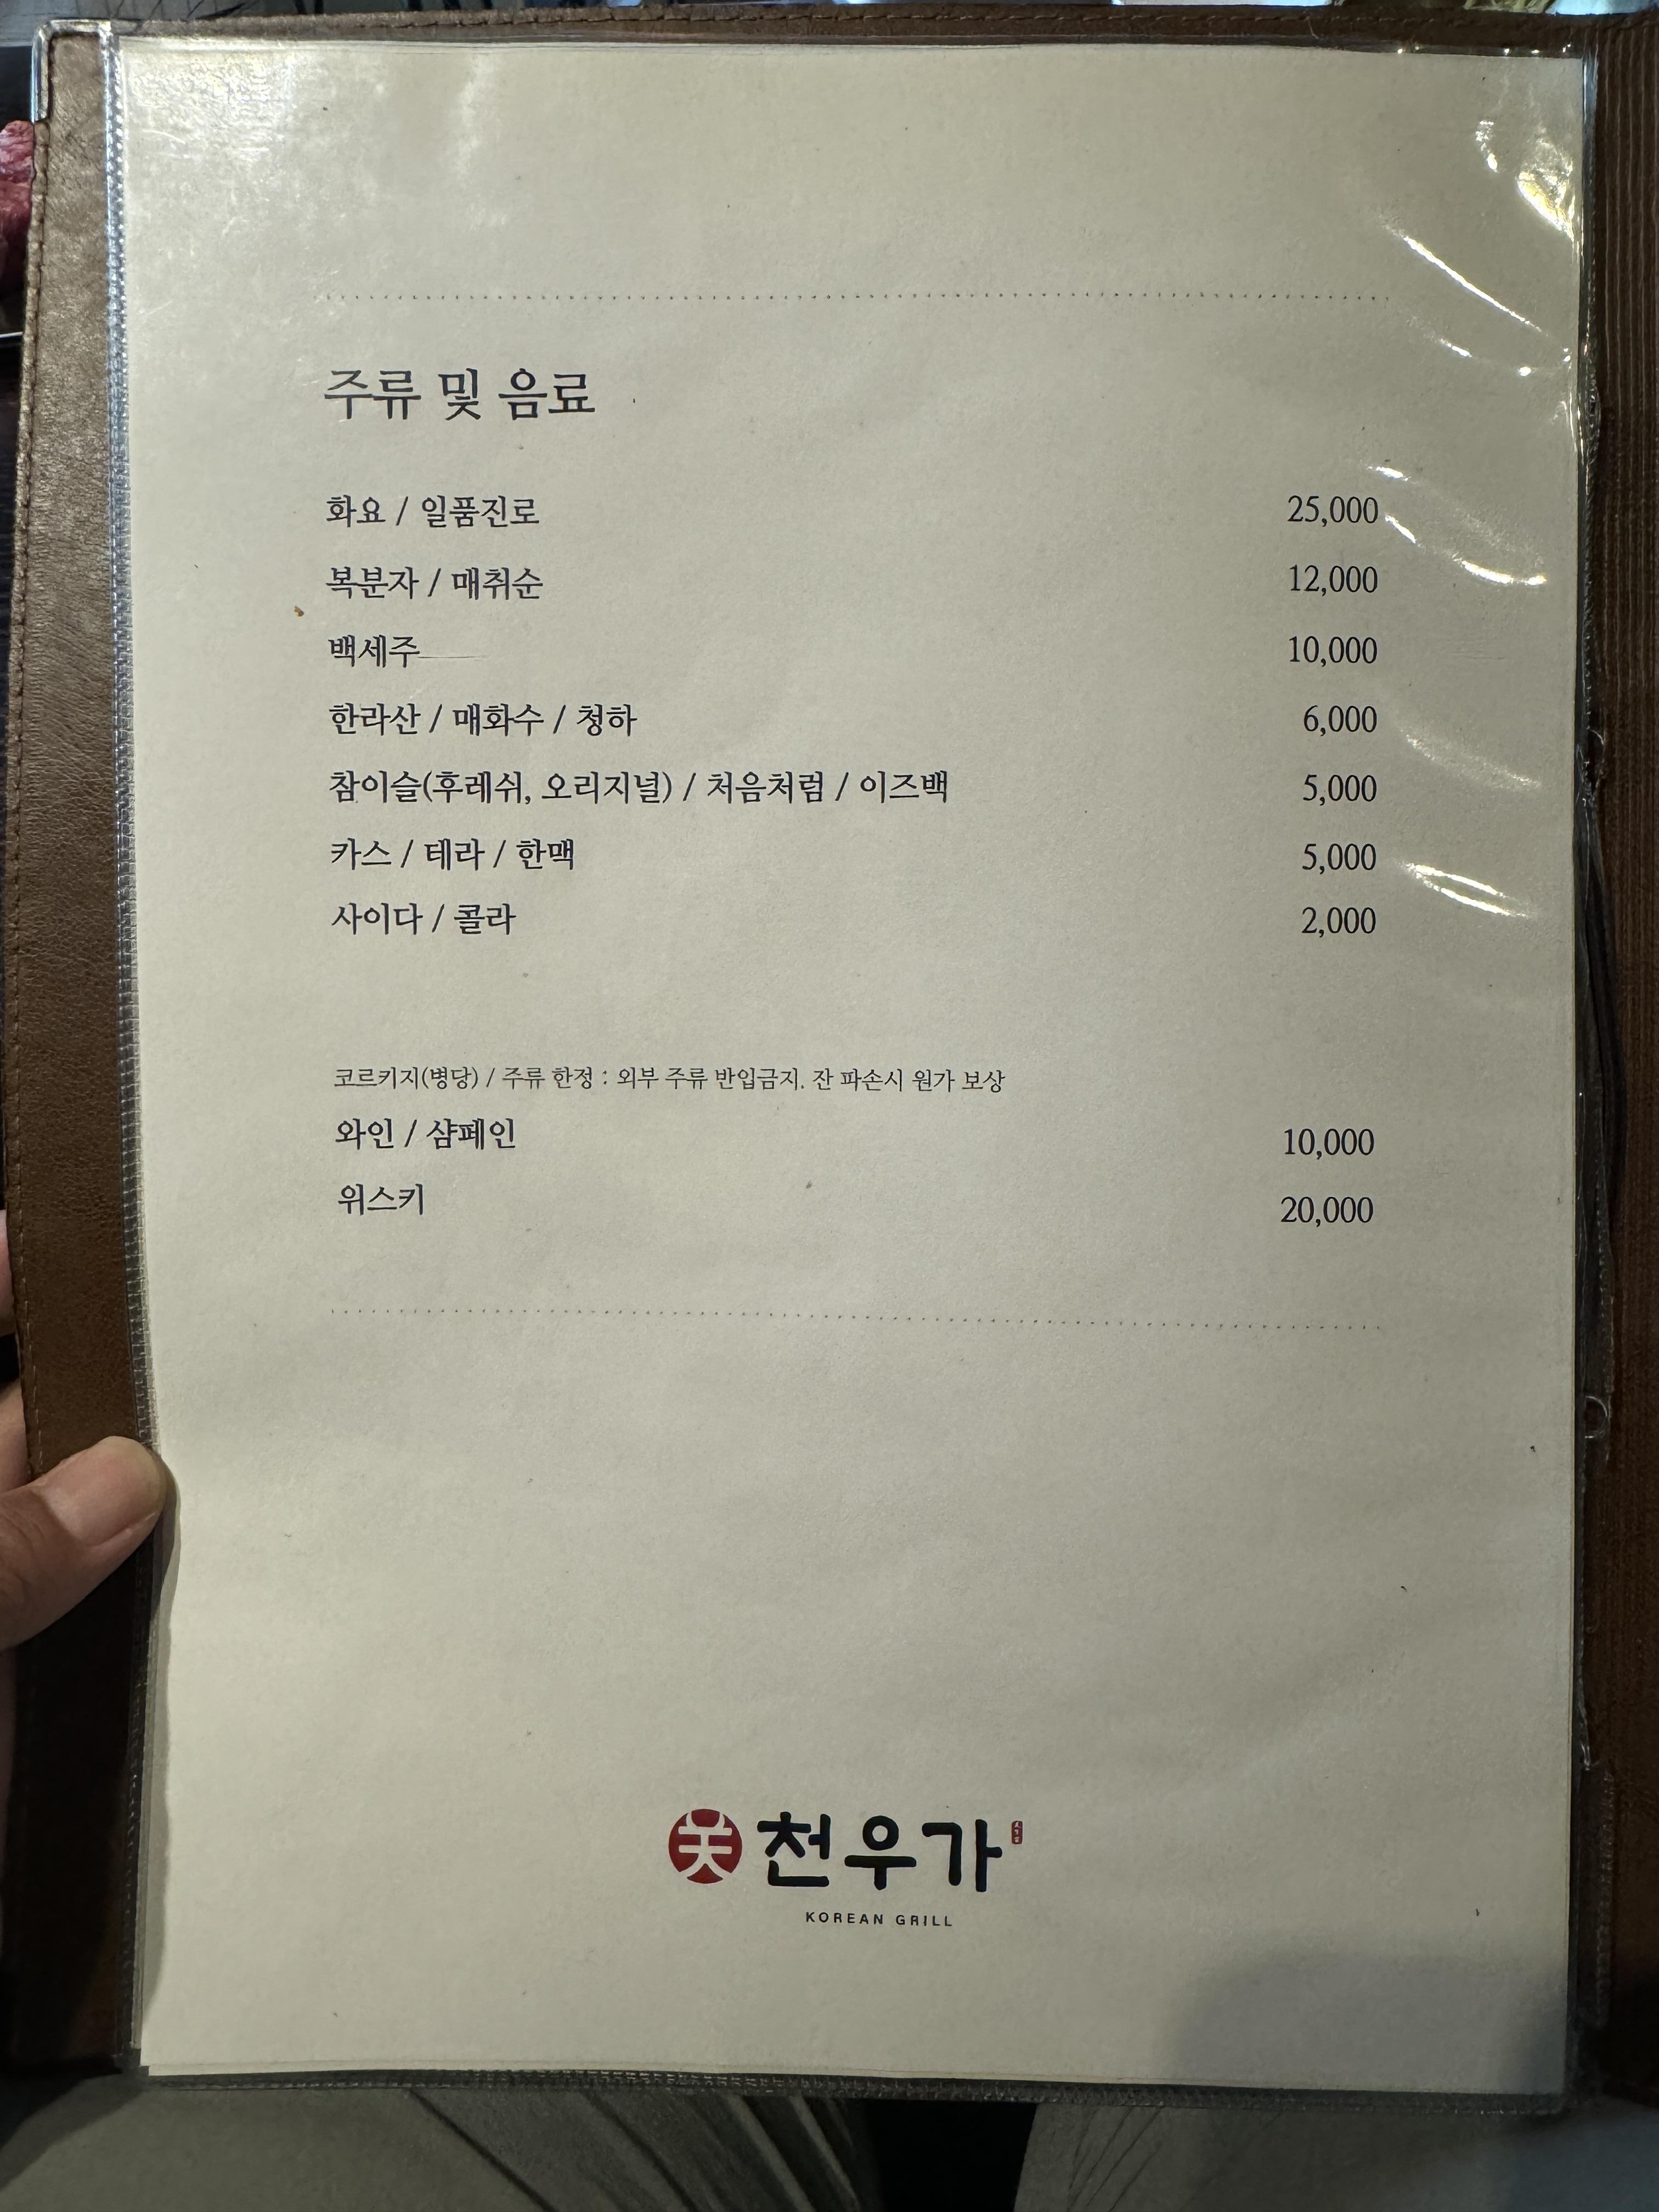 주류 및 음료
화요 / 일품진로 25,000
복분자 / 매취순 12,000
백세주 10,000
한라산 / 매화수 / 청하 6,000
참이슬(후레쉬, 오리지널) / 처음처럼 / 이즈백 5,000
카스 / 테라 / 한맥 5,000
사이다 / 콜라 2,000
코르키지(병당) / 주류 한정 : 외부 주류 반입금지. 잔 파손시 원가 보상
와인 / 샴페인 10,000
위스키 20,000
천우가
KOREAN GRILL